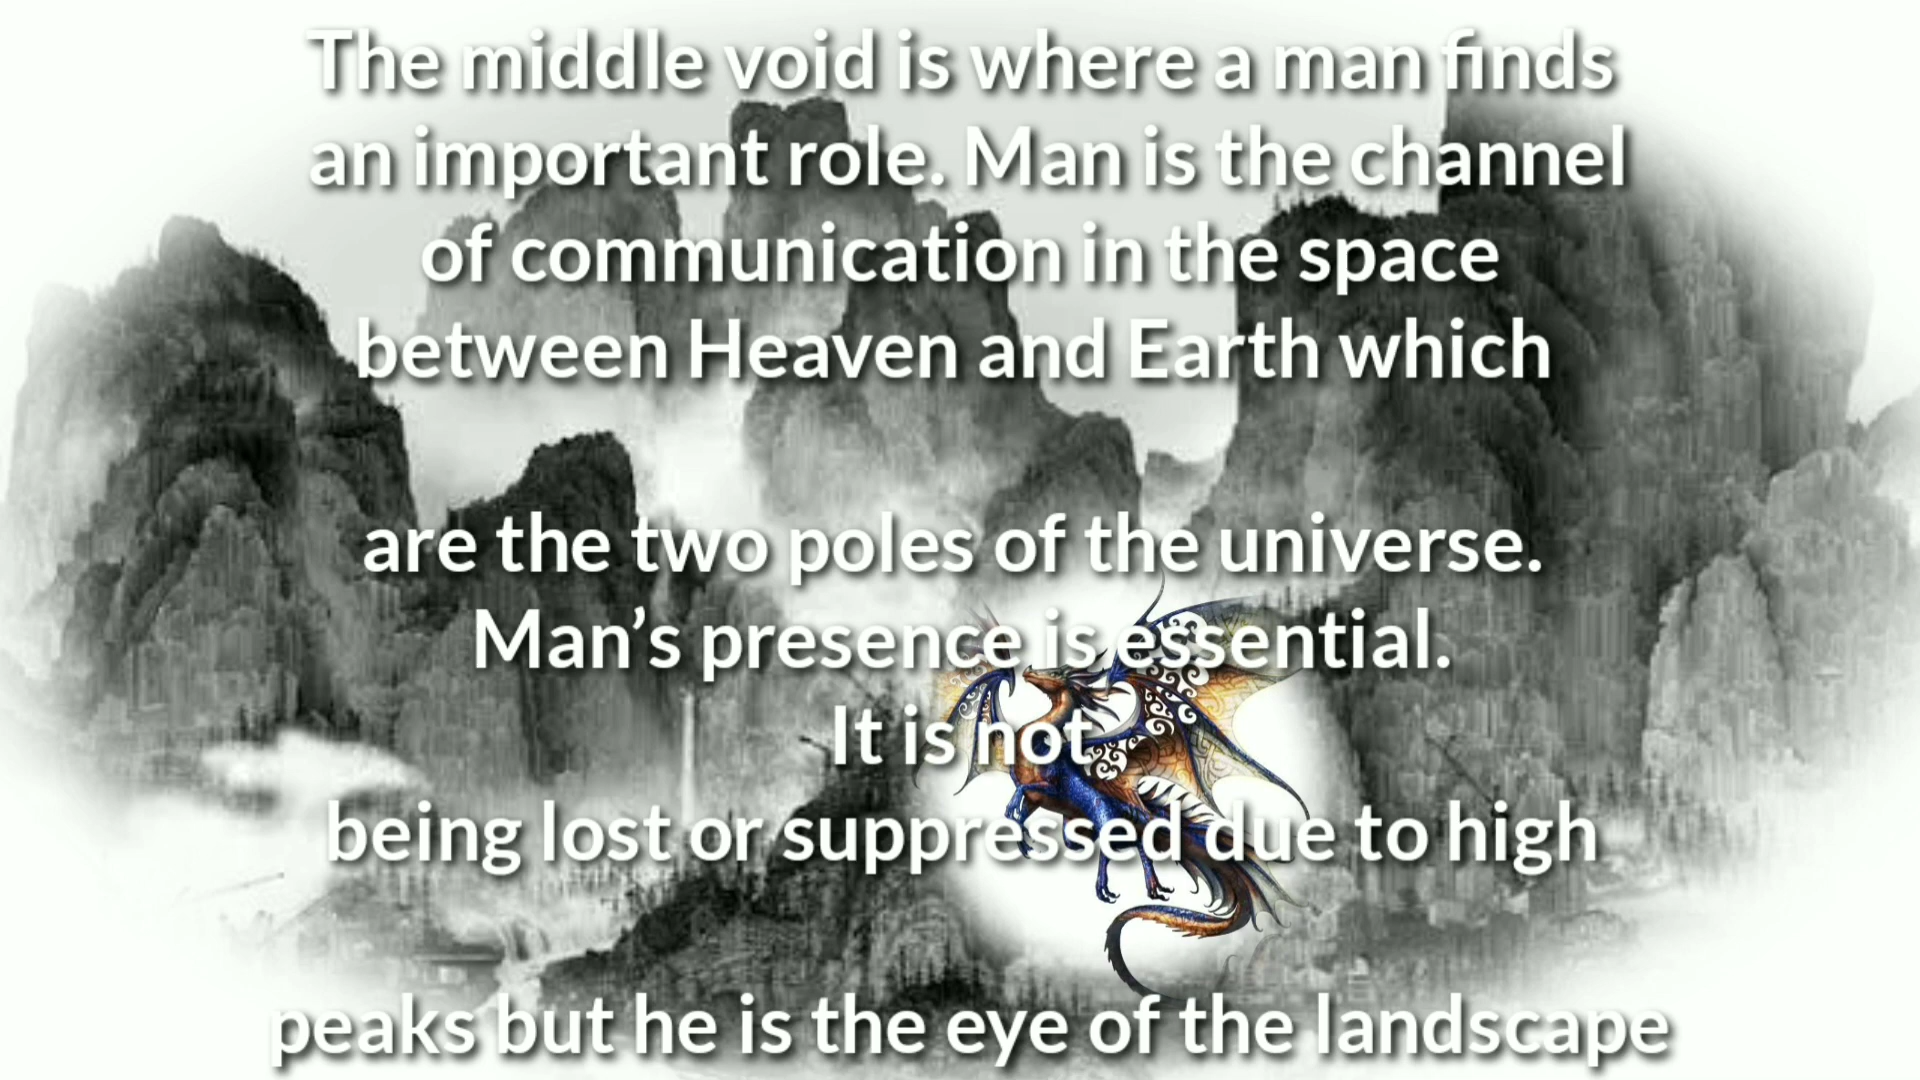 The middle void is where a man finds
an important role. Man is the channel
of communication in the space
between Heaven and Earth which
are the two poles of the universe.
Man’s presence is essential.
It is not
being lost or suppressed due to high
peaks but he is the eye of the landscape